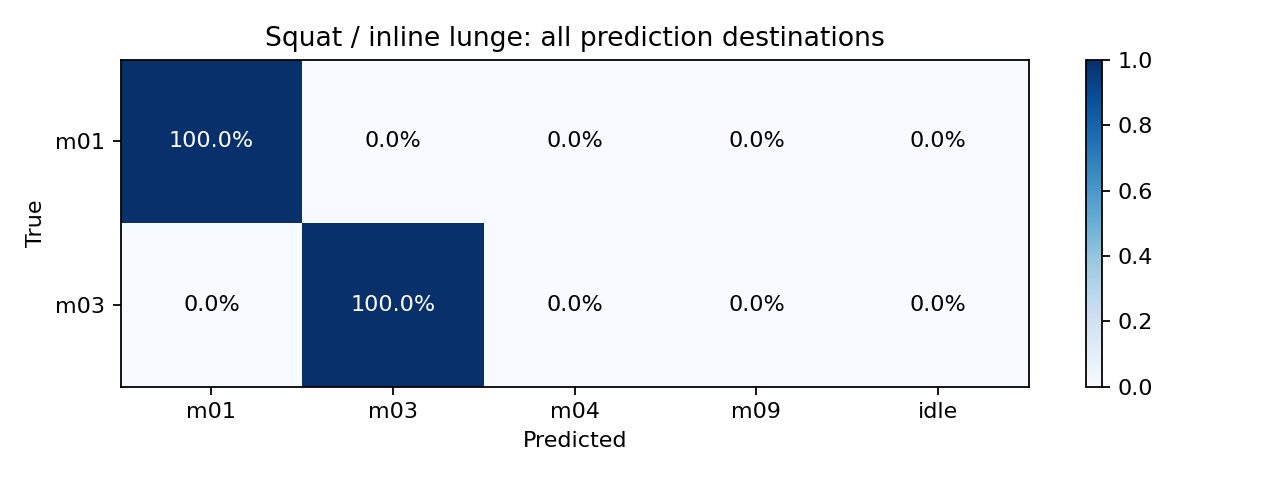 Squat / inline lunge: all prediction destinations
True
m01
100.0%
0.0%
0.0%
0.0%
0.0%
m03
0.0%
100.0%
0.0%
0.0%
0.0%
m01
m03
m04
m09
idle
Predicted
1.0
0.8
0.6
0.4
0.2
0.0